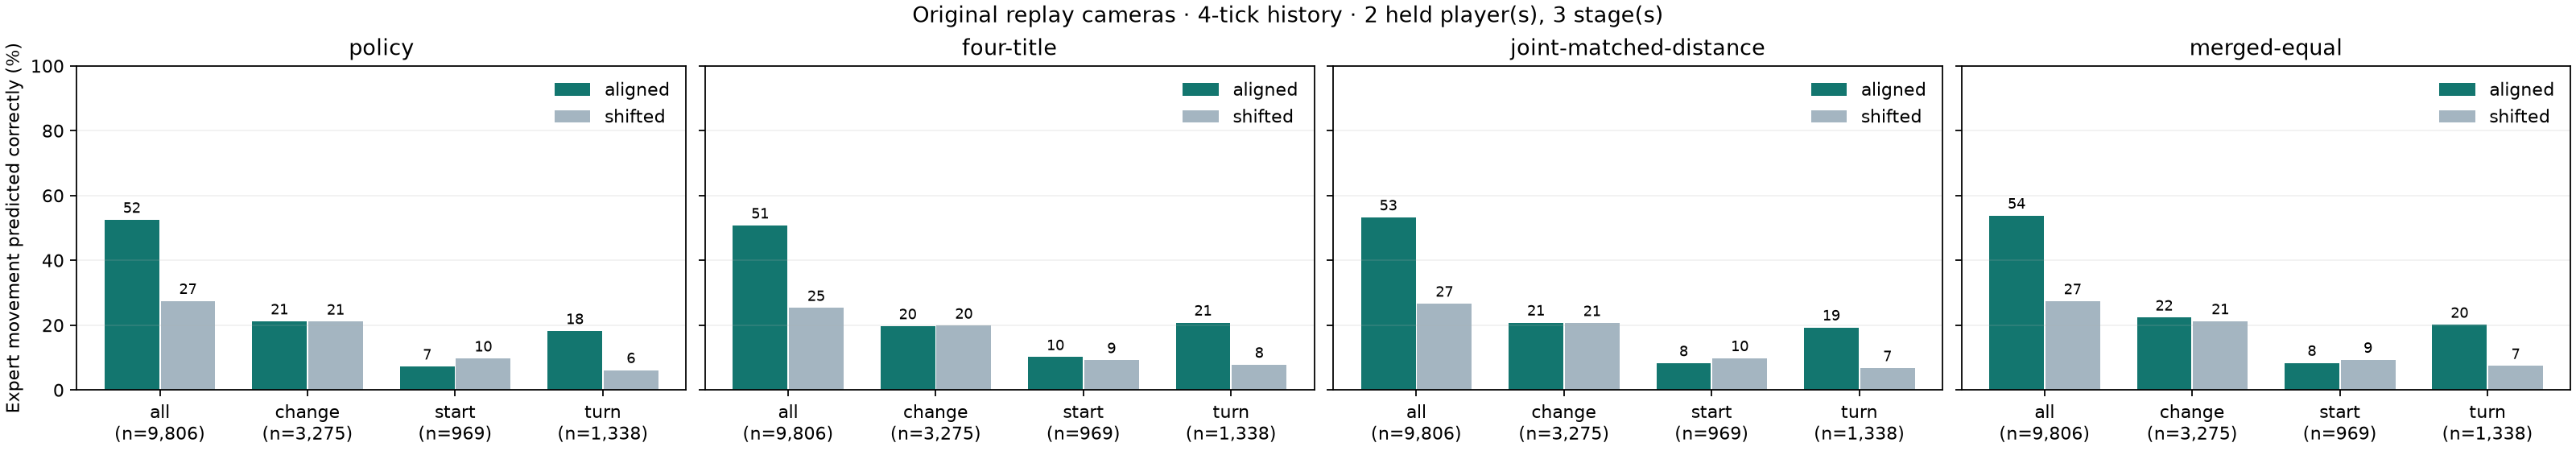 Original replay cameras · 4-tick history · 2 held player(s), 3 stage(s)
Expert movement predicted correctly (%)
policy
100
80
60
40
20
0
aligned
shifted
52
27
21
21
7
10
18
6
all
(n=9,806)
change
(n=3,275)
start
(n=969)
turn
(n=1,338)
four-title
aligned
shifted
51
25
20
20
10
9
21
8
all
(n=9,806)
change
(n=3,275)
start
(n=969)
turn
(n=1,338)
joint-matched-distance
aligned
shifted
53
27
21
21
8
10
19
7
all
(n=9,806)
change
(n=3,275)
start
(n=969)
turn
(n=1,338)
merged-equal
aligned
shifted
54
27
22
21
8
9
20
7
all
(n=9,806)
change
(n=3,275)
start
(n=969)
turn
(n=1,338)